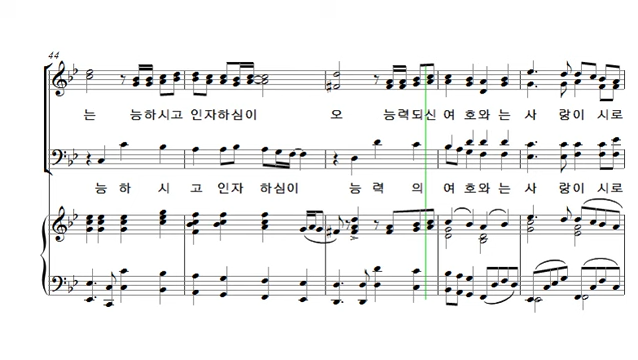 44
는 능하시고 인자하심이 오 능력되신 여호와는 사랑이시로
능하시고 인자하심이 능력의 여호와는 사랑이시로